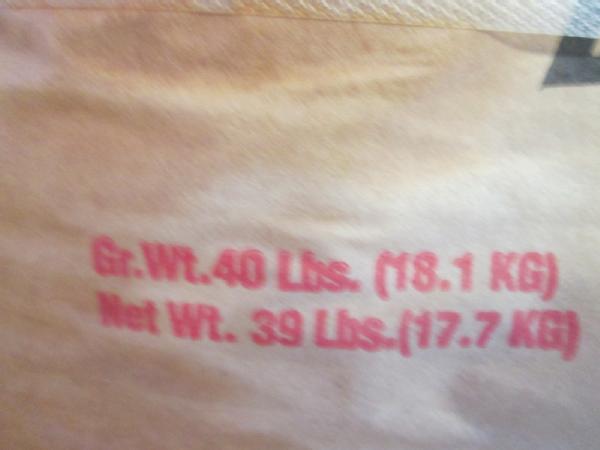 Gr.Wt.40 Lbs. (18.1 KG)
Net Wt. 39 Lbs.(17.7 KG)